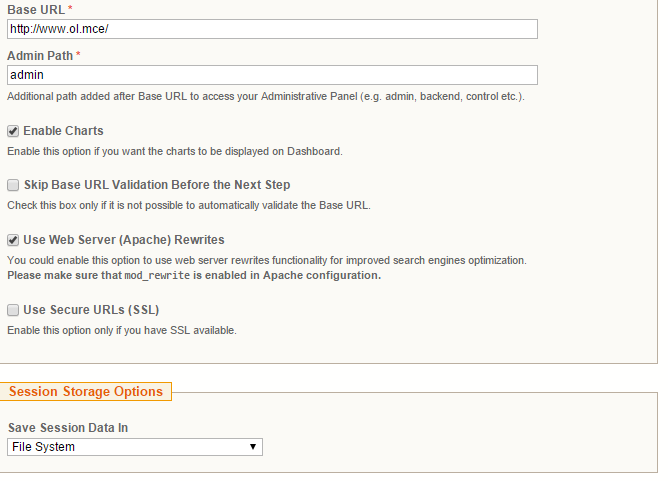 Base URL *
http://www.ol.mce/
Admin Path *
admin
Additional path added after Base URL to access your Administrative Panel (e.g. admin, backend, control etc.).
Enable Charts
Enable this option if you want the charts to be displayed on Dashboard.
Skip Base URL Validation Before the Next Step
Check this box only if it is not possible to automatically validate the Base URL.
Use Web Server (Apache) Rewrites
You could enable this option to use web server rewrites functionality for improved search engines optimization.
Please make sure that mod_rewrite is enabled in Apache configuration.
Use Secure URLs (SSL)
Enable this option only if you have SSL available.
Session Storage Options
Save Session Data In
File System